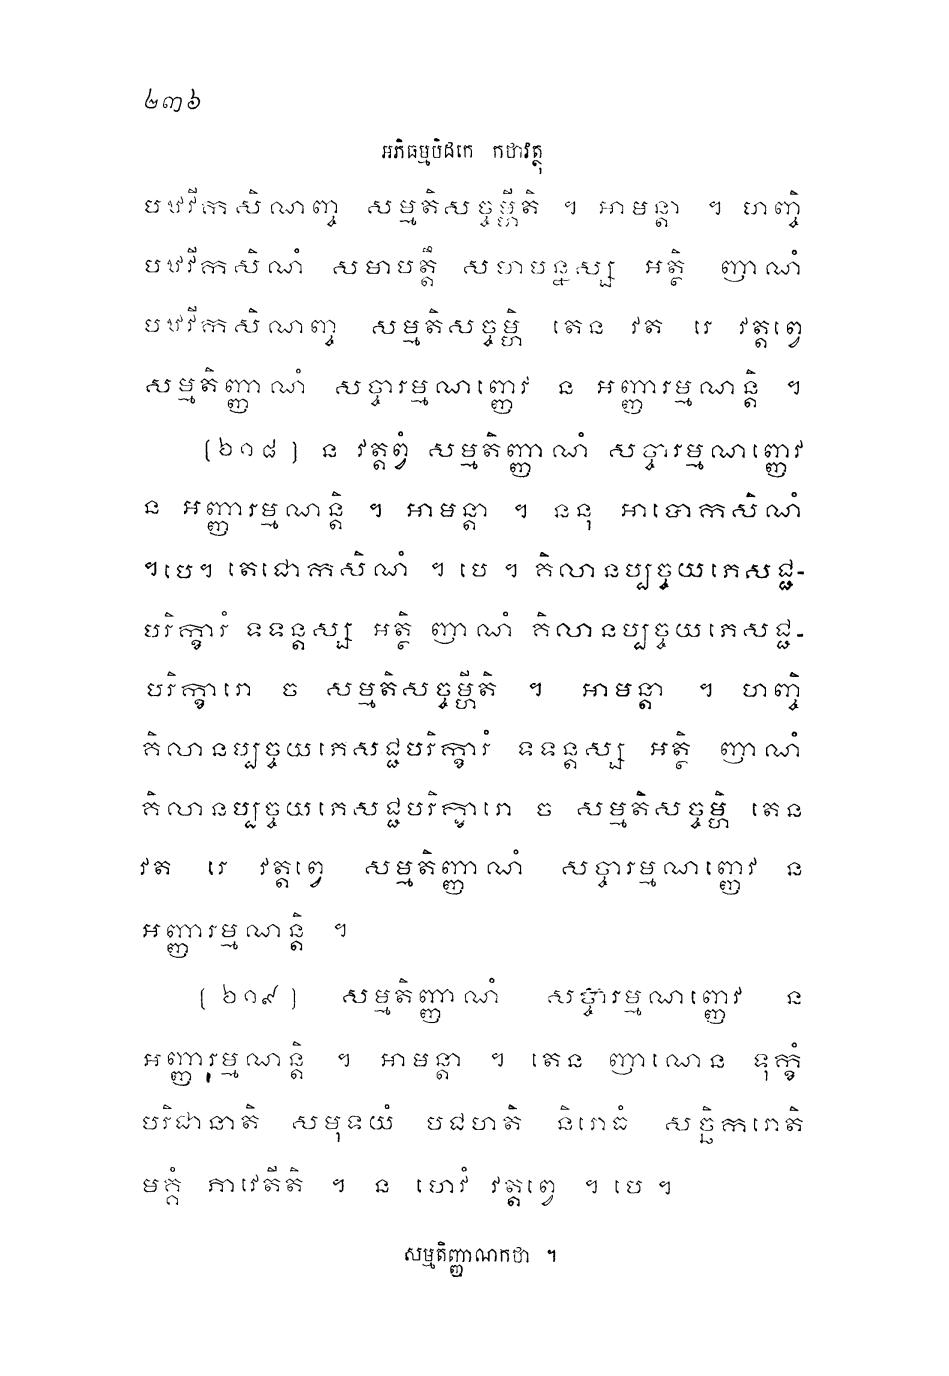 ២៣៦
អភិធម្មបិដកេ កថាវត្ថុ
បឋវីកសិណញ្ច សម្មតិសច្ចម្ហីតិ ។ អាមន្តា ។ ហញ្ចិ
បឋវីកសិណំ សមាបត្តឹ សមាបន្នស្ស អត្ថិ ញាណំ
បឋវីកសិណញ្ច សម្មតិសច្ចម្ហិ តេន វត រេ វត្តព្វេ
សម្មតិញ្ញាណំ សច្ចារម្មណញ្ញេវ ន អញ្ញារម្មណន្តិ ។
(៦១៨) ន វត្តព្វំ សម្មតិញ្ញាណំ សច្ចារម្មណញ្ញេវ
ន អញ្ញារម្មណន្តិ ។ អាមន្តា ។ ននុ អាបោកសិណំ
។បេ។ តេជោកសិណំ ។ បេ ។ គិលានប្បច្ចយភេសជ្ជ-
បរិក្ខារំ ទទន្តស្ស អត្ថិ ញាណំ គិលានប្បច្ចយភេសជ្ជ-
បរិក្ខារោ ច សម្មតិសច្ចម្ហីតិ ។ អាមន្តា ។ ហញ្ចិ
គិលានប្បច្ចយភេសជ្ជបរិក្ខារំ ទទន្តស្ស អត្ថិ ញាណំ
គិលានប្បច្ចយភេសជ្ជបរិក្ខារោ ច សម្មតិសច្ចម្ហិ តេន
វត រេ វត្តព្វេ សម្មតិញ្ញាណំ សច្ចារម្មណញ្ញេវ ន
អញ្ញារម្មណន្តិ ។
(៦១៩) សម្មតិញ្ញាណំ សច្ចារម្មណញ្ញេវ ន
អញ្ញារម្មណន្តិ ។ អាមន្តា ។ តេន ញាណេន ទុក្ខំ
បរិជានាតិ សមុទយំ បជហតិ និរោធំ សច្ឆិករោតិ
មគ្គំ ភាវេតីតិ ។ ន ហេវំ វត្តព្វេ ។ បេ ។
សម្មតិញ្ញាណកថា ។